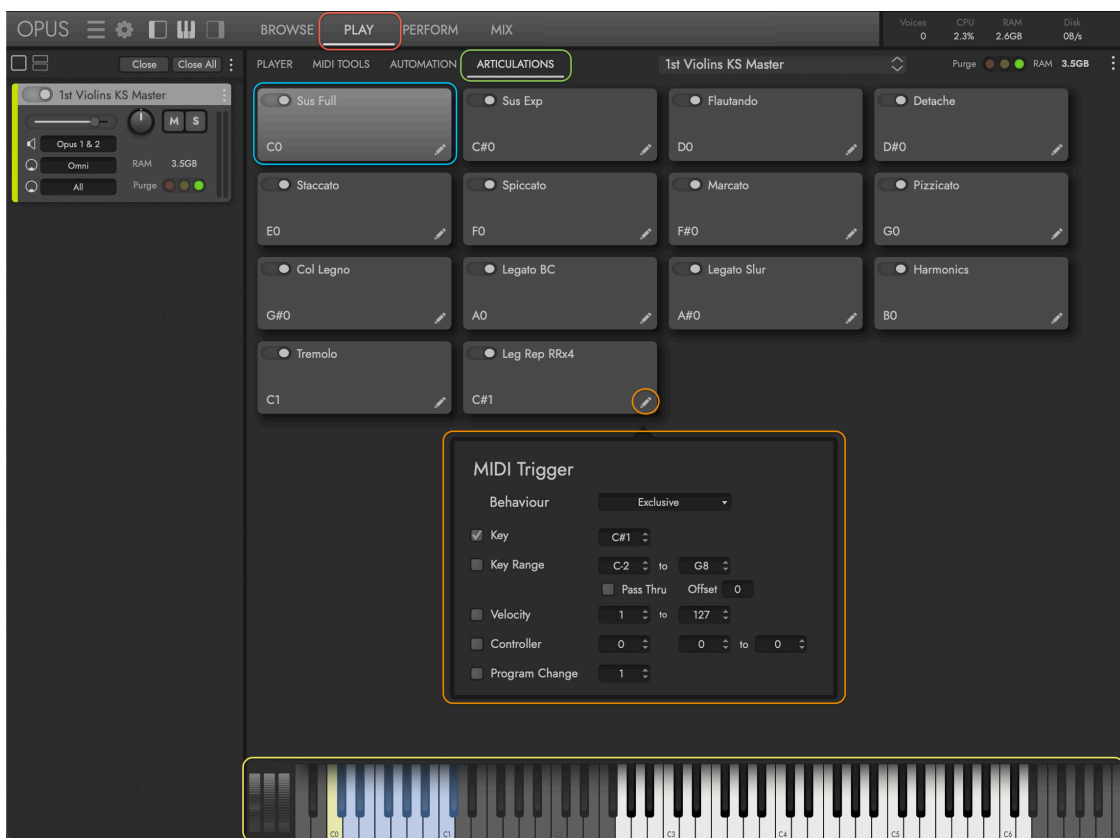 OPUS BROWSE PLAY PERFORM MIX Voices 0 CPU 2.3% RAM 2.6GB Disk 0B/s
Close Close All PLAYER MIDI TOOLS AUTOMATION ARTICULATIONS 1st Violins KS Master Purge RAM 3.5GB
1st Violins KS Master
M S
Opus 1 & 2
Omni RAM 3.5GB
All Purge
Sus Full Sus Exp Flautando Detache
C0 C#0 D0 D#0
Staccato Spiccato Marcato Pizzicato
E0 F0 F#0 G0
Col Legno Legato BC Legato Slur Harmonics
G#0 A0 A#0 B0
Tremolo Leg Rep RRx4
C1 C#1
MIDI Trigger
Behaviour Exclusive
Key C#1
Key Range C-2 to G8
Pass Thru Offset 0
Velocity 1 to 127
Controller 0 0 to 0
Program Change 1
C0 C1 C2 C3 C4 C5 C6